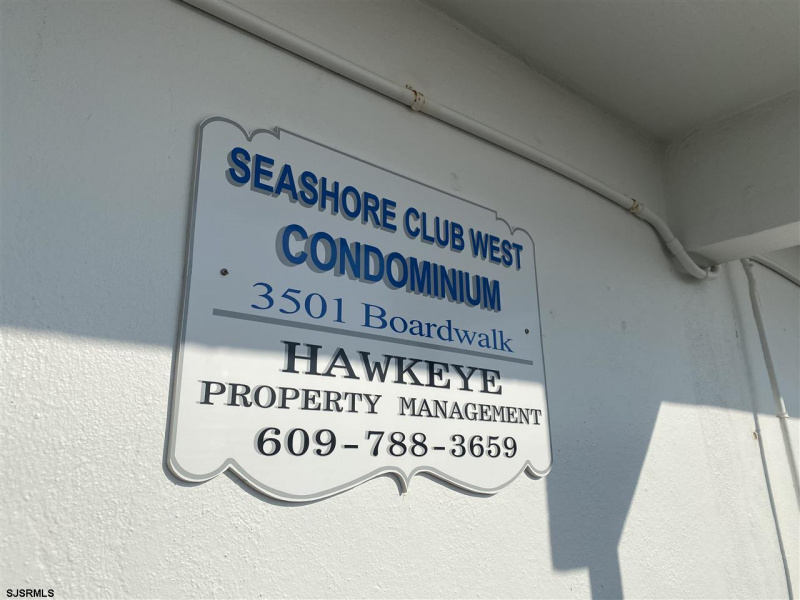 SEASHORE CLUB WEST
CONDOMINIUM
3501 Boardwalk
HAWKEYE
PROPERTY MANAGEMENT
609-788-3659
SJSRMLS